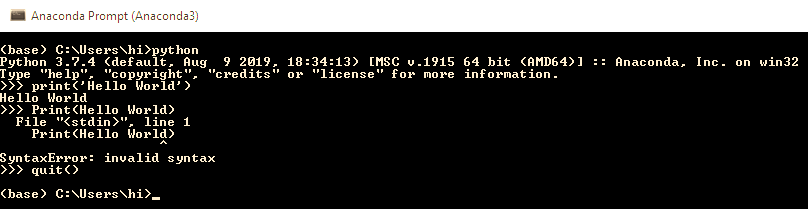 Anaconda Prompt (Anaconda3)
(base) C:\Users\hi>python
Python 3.7.4 (default, Aug  9 2019, 18:34:13) [MSC v.1915 64 bit (AMD64)] :: Anaconda, Inc. on win32
Type "help", "copyright", "credits" or "license" for more information.
>>> print('Hello World')
Hello World
>>> Print(Hello World)
  File "<stdin>", line 1
    Print(Hello World)
                    ^
SyntaxError: invalid syntax
>>> quit()
(base) C:\Users\hi>_